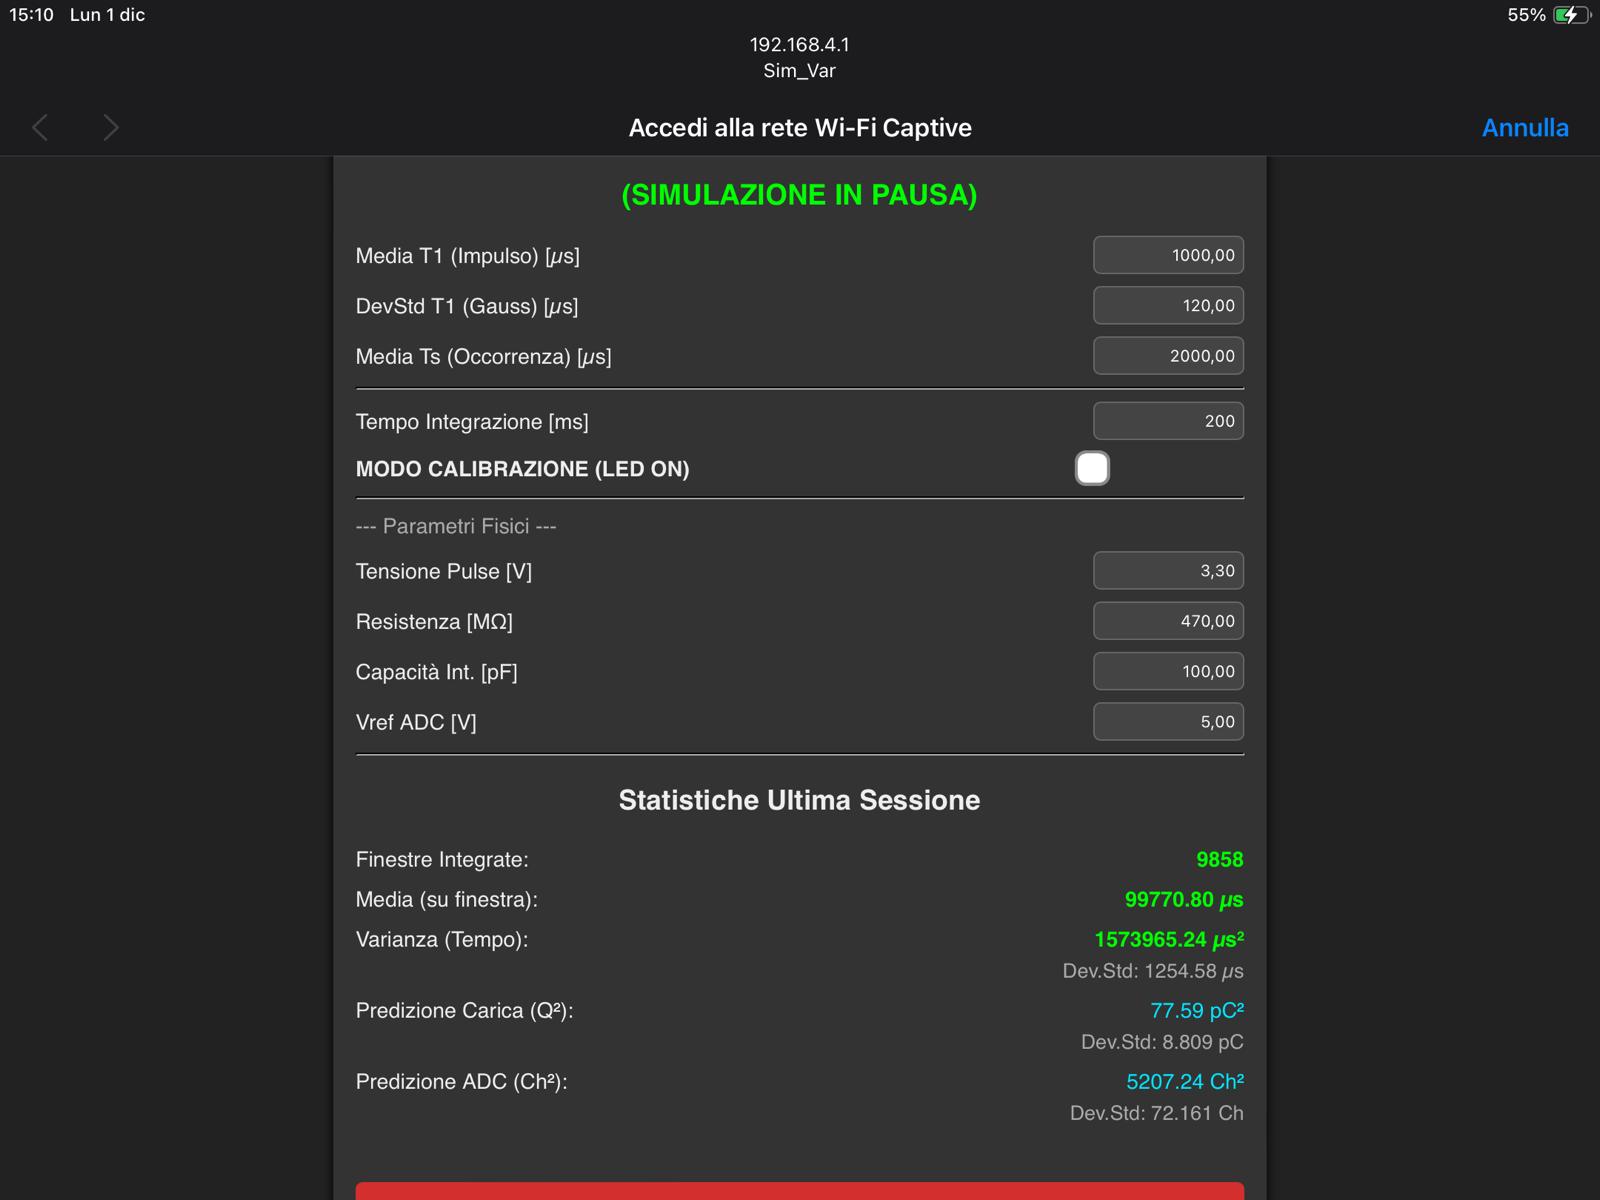 15:10 Lun 1 dic 55%
192.168.4.1
Sim_Var
Accedi alla rete Wi-Fi Captive Annulla
(SIMULAZIONE IN PAUSA)
Media T1 (Impulso) [µs] 1000,00
DevStd T1 (Gauss) [µs] 120,00
Media Ts (Occorrenza) [µs] 2000,00
Tempo Integrazione [ms] 200
MODO CALIBRAZIONE (LED ON)
--- Parametri Fisici ---
Tensione Pulse [V] 3,30
Resistenza [MΩ] 470,00
Capacità Int. [pF] 100,00
Vref ADC [V] 5,00
Statistiche Ultima Sessione
Finestre Integrate: 9858
Media (su finestra): 99770.80 µs
Varianza (Tempo): 1573965.24 µs²
Dev.Std: 1254.58 µs
Predizione Carica (Q²): 77.59 pC²
Dev.Std: 8.809 pC
Predizione ADC (Ch²): 5207.24 Ch²
Dev.Std: 72.161 Ch